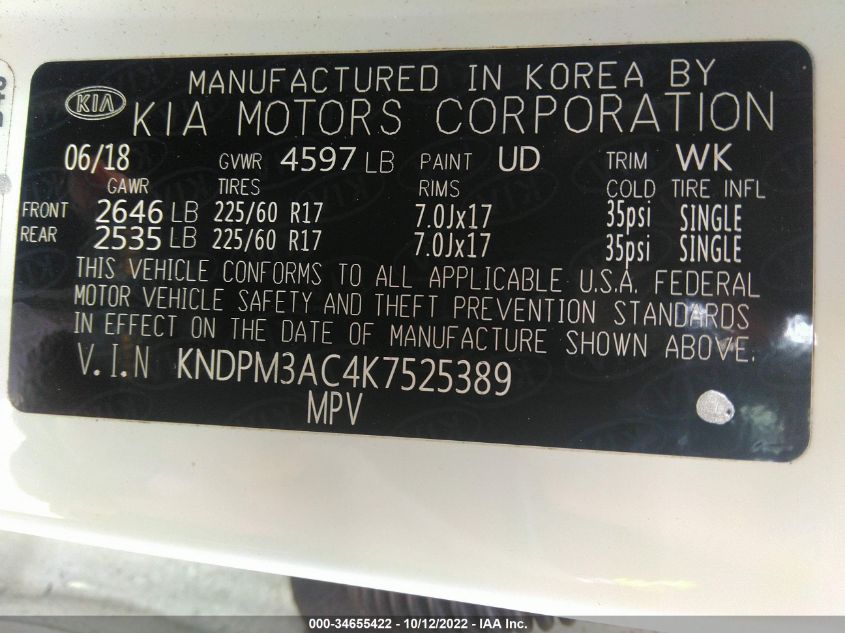 MANUFACTURED IN KOREA BY
KIA KIA MOTORS CORPORATION
06/18 GVWR 4597 LB PAINT UD TRIM WK
GAWR TIRES RIMS COLD TIRE INFL
FRONT 2646 LB 225/60 R17 7.0Jx17 35psi SINGLE
REAR 2535 LB 225/60 R17 7.0Jx17 35psi SINGLE
THIS VEHICLE CONFORMS TO ALL APPLICABLE U.S.A. FEDERAL
MOTOR VEHICLE SAFETY AND THEFT PREVENTION STANDARDS
IN EFFECT ON THE DATE OF MANUFACTURE SHOWN ABOVE.
V.I.N KNDPM3AC4K7525389
MPV
000-34655422 - 10/12/2022 - IAA Inc.